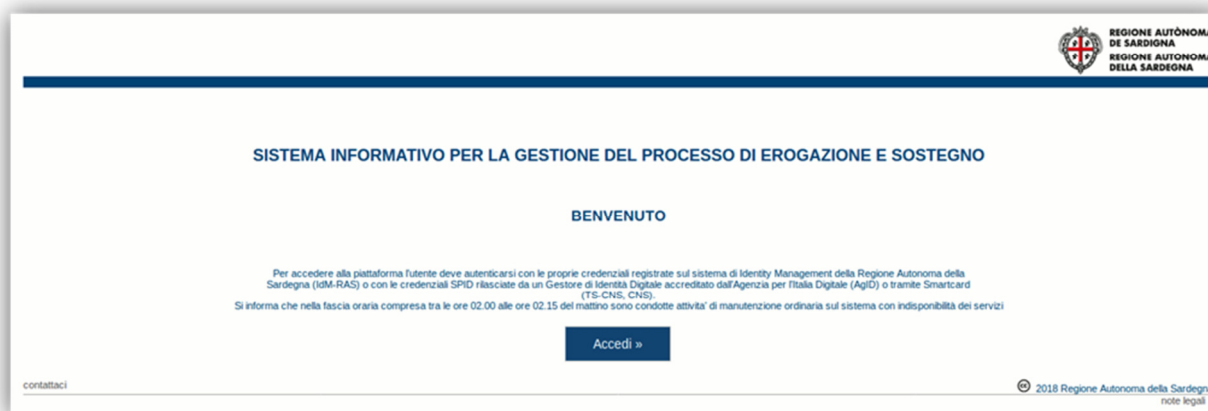 REGIONE AUTÒNOMA
DE SARDIGNA
REGIONE AUTONOMA
DELLA SARDEGNA
SISTEMA INFORMATIVO PER LA GESTIONE DEL PROCESSO DI EROGAZIONE E SOSTEGNO
BENVENUTO
Per accedere alla piattaforma l'utente deve autenticarsi con le proprie credenziali registrate sul sistema di Identity Management della Regione Autonoma della
Sardegna (IdM-RAS) o con le credenziali SPID rilasciate da un Gestore di Identità Digitale accreditato dall'Agenzia per l'Italia Digitale (AgID) o tramite Smartcard
(TS-CNS, CNS).
Si informa che nella fascia oraria compresa tra le ore 02.00 alle ore 02.15 del mattino sono condotte attivita' di manutenzione ordinaria sul sistema con indisponibilità dei servizi
Accedi »
contattaci
cc 2018 Regione Autonoma della Sardegn
note legali